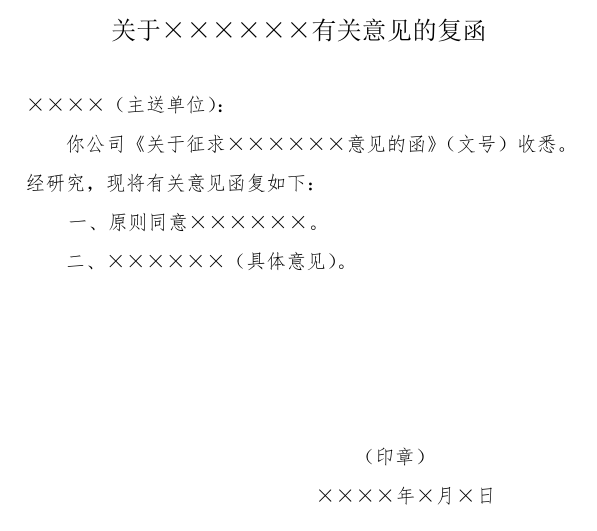 关于××××××有关意见的复函
××××（主送单位）：
你公司《关于征求××××××意见的函》（文号）收悉。
经研究，现将有关意见函复如下：
一、原则同意××××××。
二、××××××（具体意见）。
（印章）
××××年×月×日